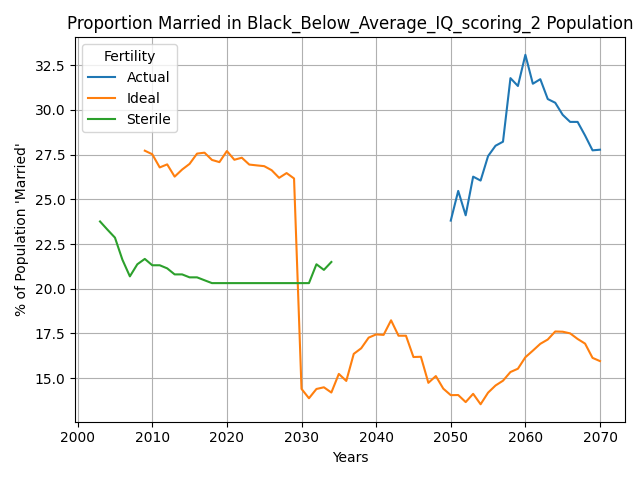 Proportion Married in Black_Below_Average_IQ_scoring_2 Population
Fertility
Actual
Ideal
Sterile
% of Population 'Married'
32.5
30.0
27.5
25.0
22.5
20.0
17.5
15.0
2000 2010 2020 2030 2040 2050 2060 2070
Years